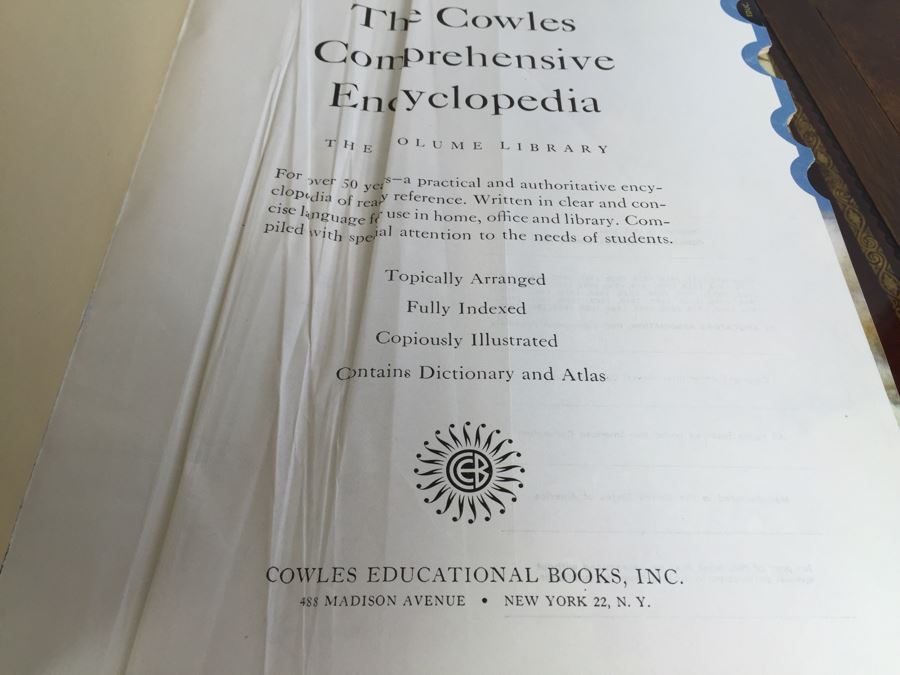 The Cowles
Comprehensive
Encyclopedia
THE OLUME LIBRARY
For over 50 years—a practical and authoritative ency-
clopedia of ready reference. Written in clear and con-
cise language for use in home, office and library. Com-
piled with special attention to the needs of students.
Topically Arranged
Fully Indexed
Copiously Illustrated
Contains Dictionary and Atlas
CEB
COWLES EDUCATIONAL BOOKS, INC.
488 MADISON AVENUE • NEW YORK 22, N. Y.